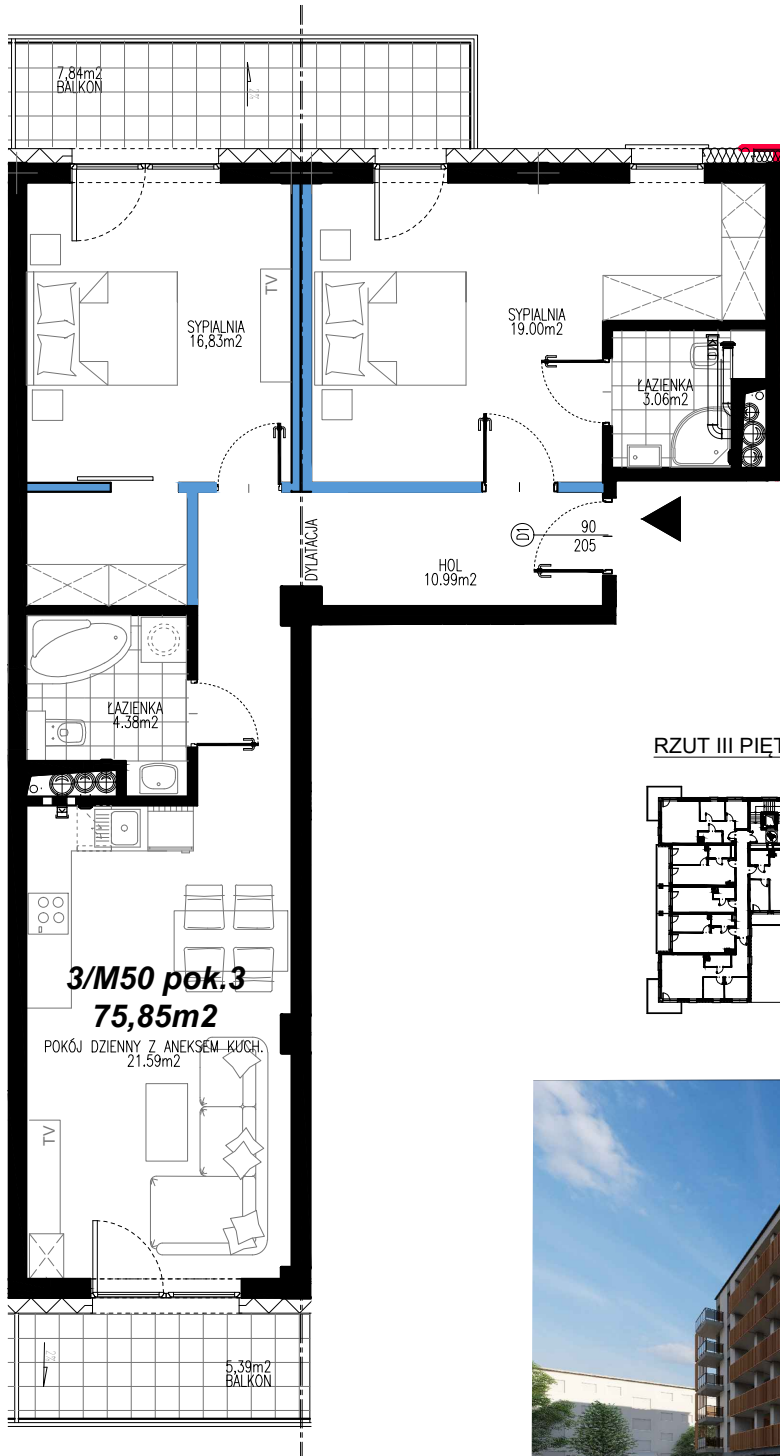 7,84m2
BALKON
2%
TV
SYPIALNIA
16,83m2
SYPIALNIA
19.00m2
ŁAZIENKA
3.06m2
DYLATACJA
D1
90
205
HOL
10.99m2
ŁAZIENKA
4.38m2
RZUT III PIĘT
3/M50 pok.3
75,85m2
POKÓJ DZIENNY Z ANEKSEM KUCH.
21.59m2
TV
2%
5,39m2
BALKON